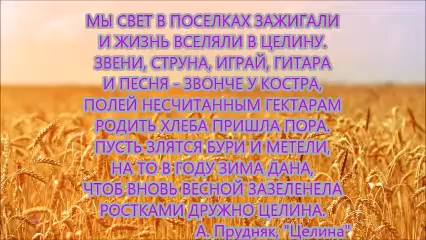 МЫ СВЕТ В ПОСЕЛКАХ ЗАЖИГАЛИ
И ЖИЗНЬ ВСЕЛЯЛИ В ЦЕЛИНУ.
ЗВЕНИ, СТРУНА, ИГРАЙ, ГИТАРА
И ПЕСНЯ - ЗВОНЧЕ У КОСТРА,
ПОЛЕЙ НЕСЧИТАННЫМ ГЕКТАРАМ
РОДИТЬ ХЛЕБА ПРИШЛА ПОРА.
ПУСТЬ ЗЛЯТСЯ БУРИ И МЕТЕЛИ,
НА ТО В ГОДУ ЗИМА ДАНА,
ЧТОБ ВНОВЬ ВЕСНОЙ ЗАЗЕЛЕНЕЛА
РОСТКАМИ ДРУЖНО ЦЕЛИНА.
А. Прудняк, "Целина"